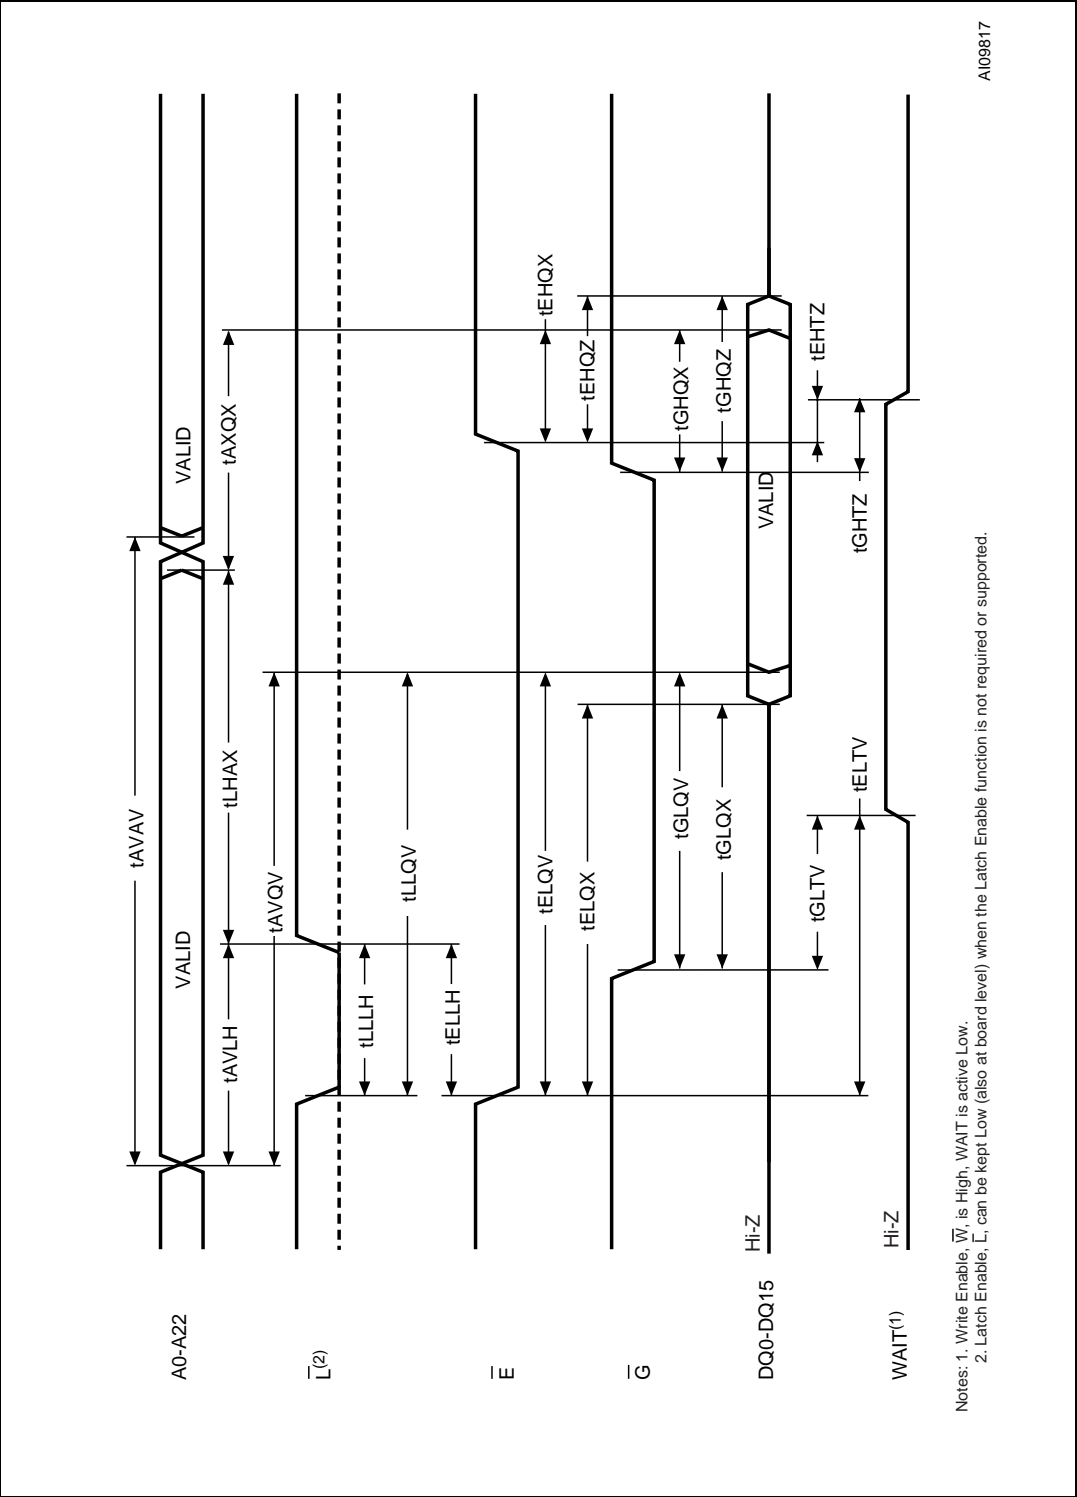 A0-A22
VALID
VALID
tAVAV
tAVLH
tLHAX
tAXQX
tAVQV
L(2)
tLLLH
tLLQV
tELLH
E
tELQV
tEHQX
tELQX
tEHQZ
G
tGLQV
tGHQX
tGLQX
tGHQZ
DQ0-DQ15
Hi-Z
VALID
tGLTV
tEHTZ
tELTV
tGHTZ
WAIT(1)
Hi-Z
Notes: 1. Write Enable, W, is High, WAIT is active Low.
2. Latch Enable, L, can be kept Low (also at board level) when the Latch Enable function is not required or supported.
AI09817